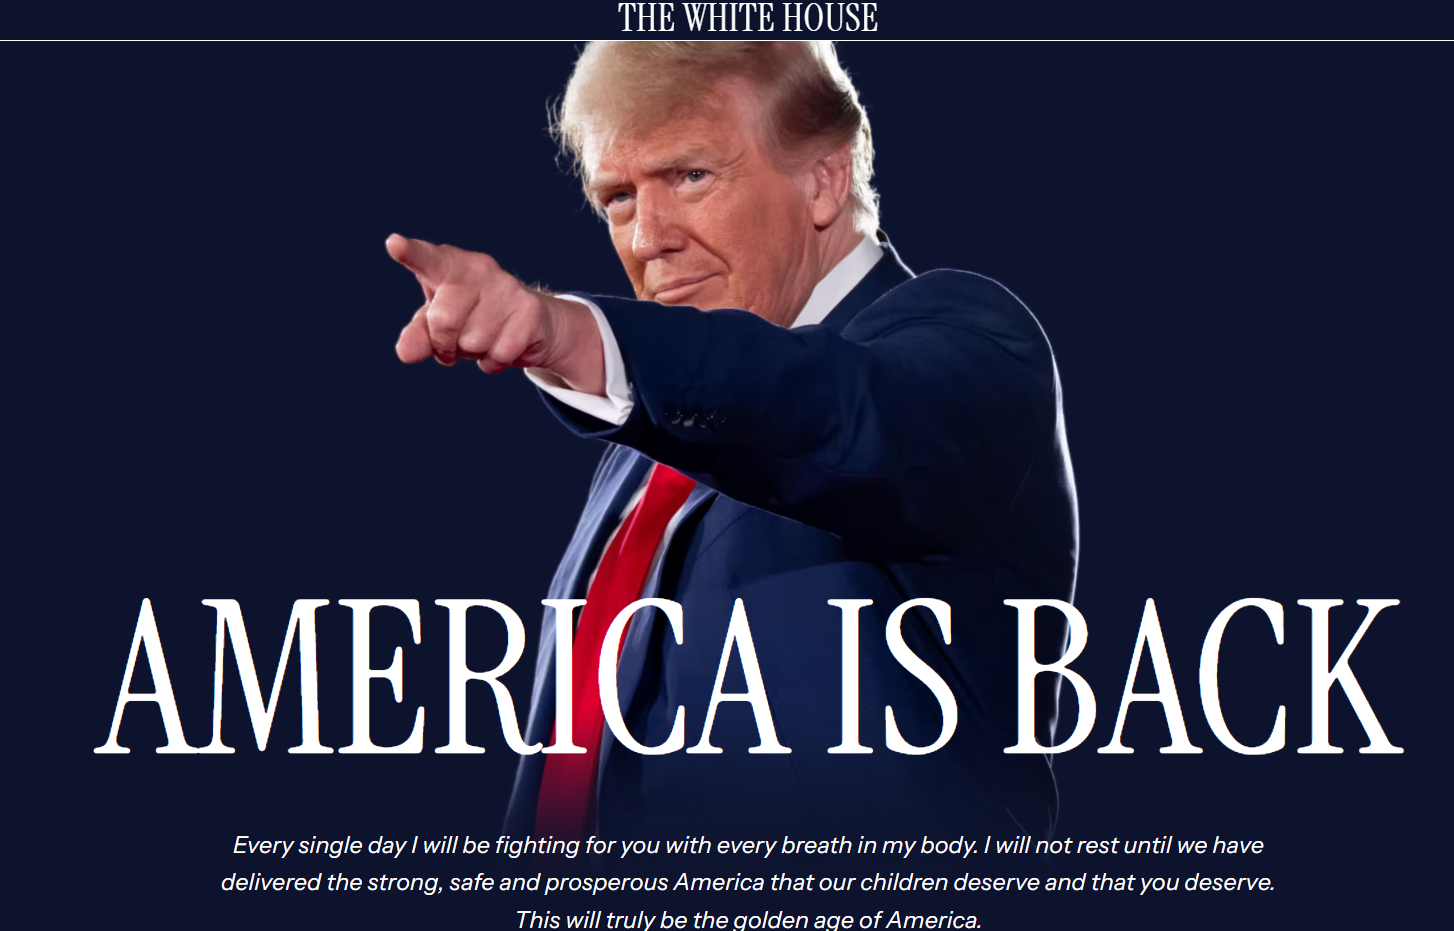 THE WHITE HOUSE
AMERICA IS BACK
Every single day I will be fighting for you with every breath in my body. I will not rest until we have
delivered the strong, safe and prosperous America that our children deserve and that you deserve.
This will truly be the golden age of America.